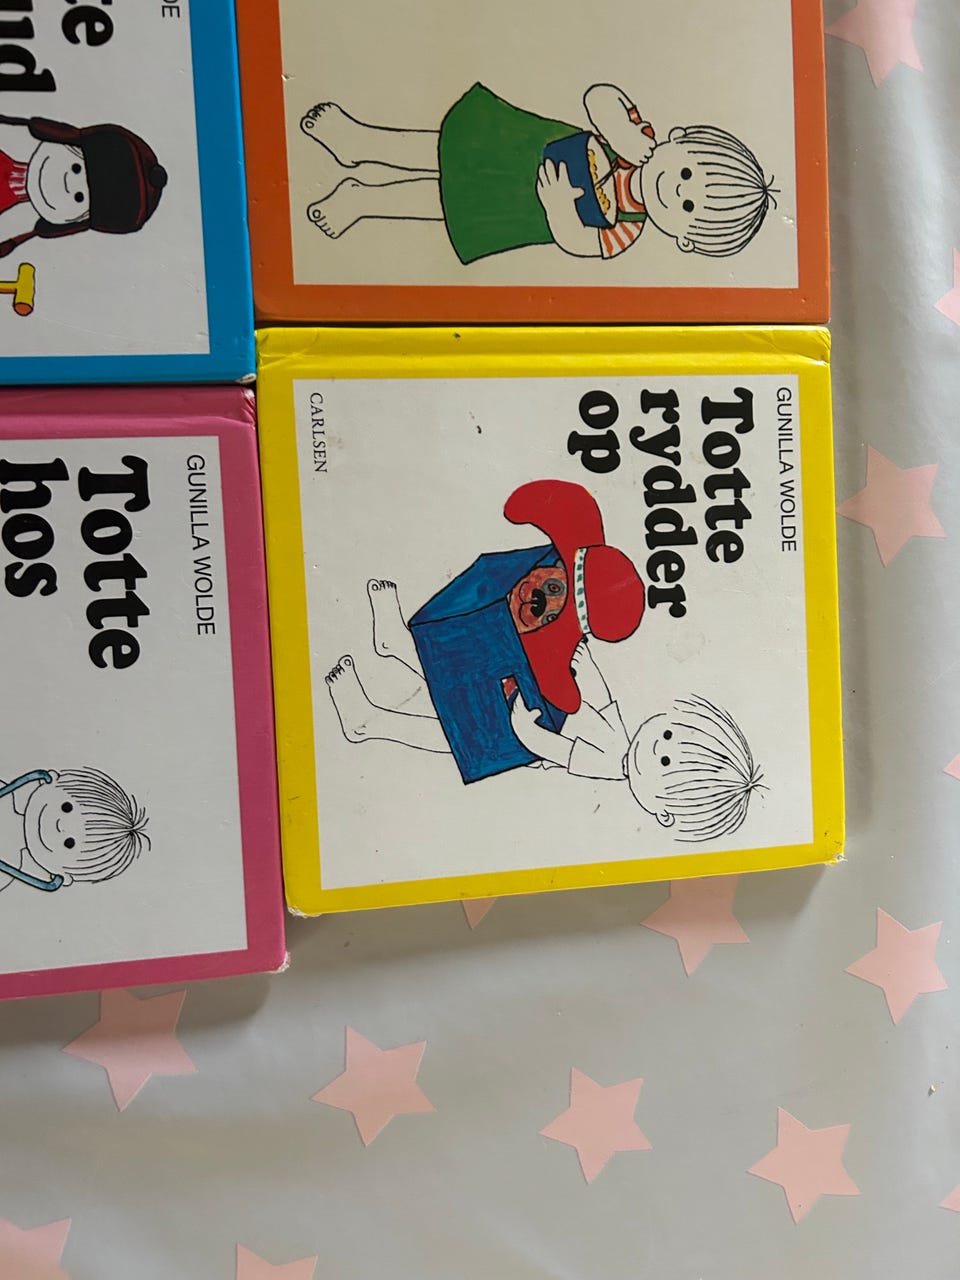 GUNILLA WOLDE
Totte
rydder
op
CARLSEN
GUNILLA WOLDE
Totte
hos